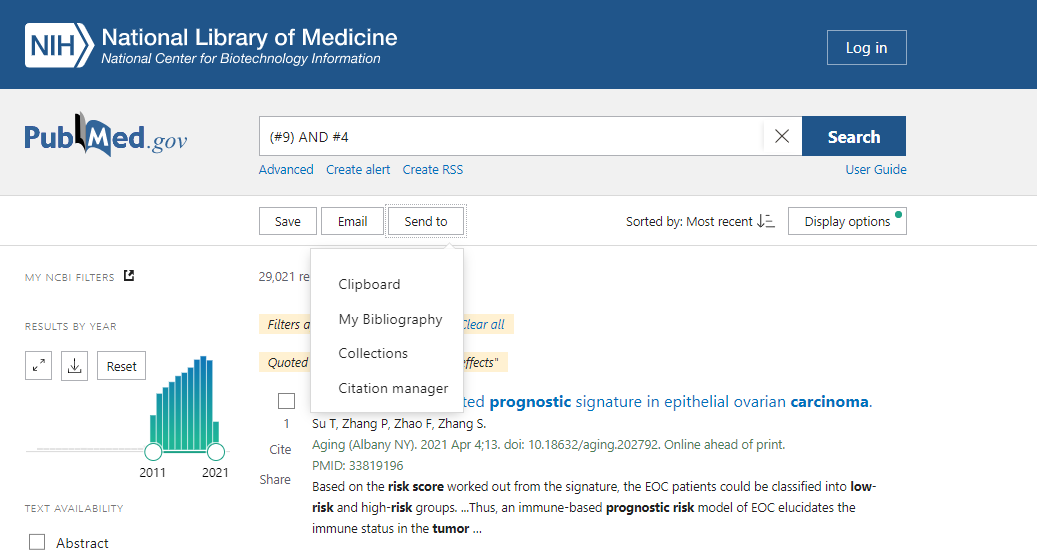 NIH National Library of Medicine
National Center for Biotechnology Information
Log in
PubMed.gov
(#9) AND #4
Search
Advanced Create alert Create RSS
User Guide
Save Email Send to
Sorted by: Most recent
Display options
MY NCBI FILTERS
29,021 re
Clipboard
My Bibliography
Collections
Citation manager
RESULTS BY YEAR
Filters a
Clear all
Reset
Quoted
effects"
2011 2021
ted prognostic signature in epithelial ovarian carcinoma.
1
Su T, Zhang P, Zhao F, Zhang S.
Cite
Aging (Albany NY). 2021 Apr 4;13. doi: 10.18632/aging.202792. Online ahead of print.
PMID: 33819196
Share
Based on the risk score worked out from the signature, the EOC patients could be classified into low-
risk and high-risk groups. ...Thus, an immune-based prognostic risk model of EOC elucidates the
immune status in the tumor ...
TEXT AVAILABILITY
Abstract